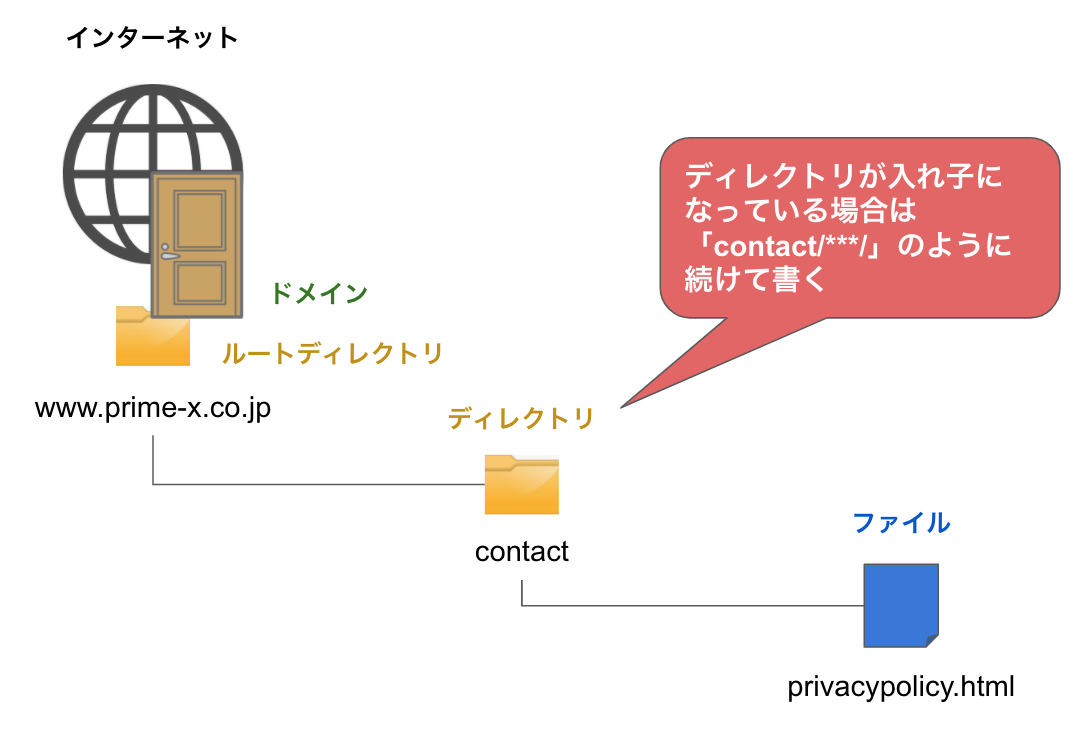 インターネット
ディレクトリが入れ子に
なっている場合は
「contact/***/」のように
続けて書く
ドメイン
ルートディレクトリ
www.prime-x.co.jp
ディレクトリ
contact
ファイル
privacypolicy.html